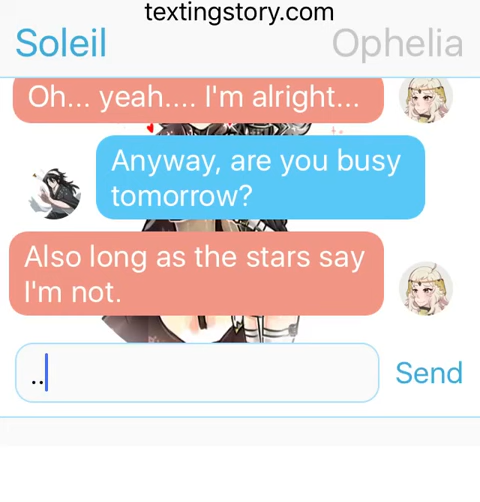 textingstory.com
Soleil
Ophelia
Oh... yeah.... I'm alright...
Anyway, are you busy
tomorrow?
Also long as the stars say
I'm not.
..
Send